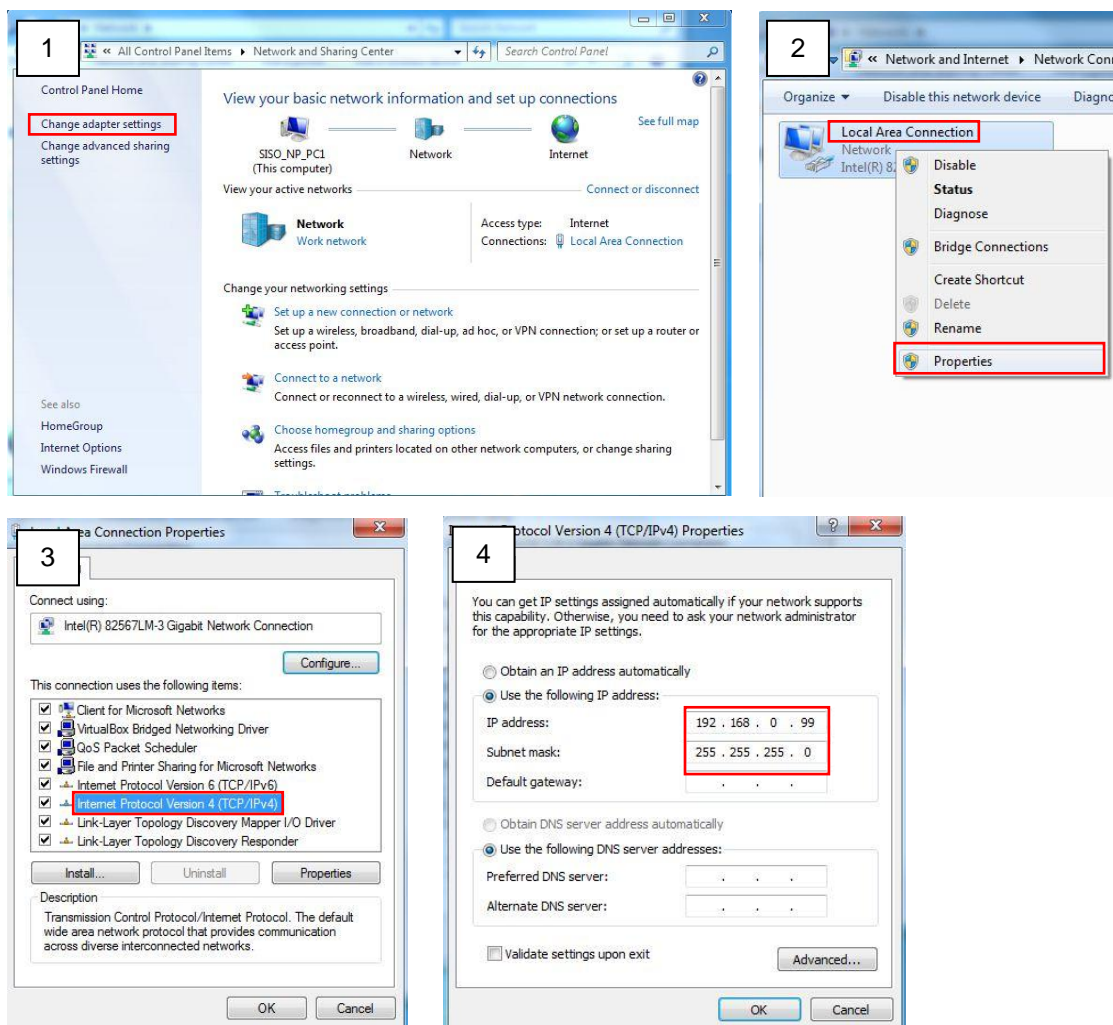 1
« All Control Panel Items ▸ Network and Sharing Center
Search Control Panel
Control Panel Home
Change adapter settings
Change advanced sharing
settings
See also
HomeGroup
Internet Options
Windows Firewall
View your basic network information and set up connections
See full map
SISO_NP_PC1
(This computer)
Network
Internet
View your active networks
Connect or disconnect
Network
Work network
Access type: Internet
Connections: Local Area Connection
Change your networking settings
Set up a new connection or network
Set up a wireless, broadband, dial-up, ad hoc, or VPN connection; or set up a router or
access point.
Connect to a network
Connect or reconnect to a wireless, wired, dial-up, or VPN network connection.
Choose homegroup and sharing options
Access files and printers located on other network computers, or change sharing
settings.
Troubleshoot problems
2
« Network and Internet ▸ Network Conn
Organize Disable this network device Diagno
Local Area Connection
Network
Intel(R) 82
Disable
Status
Diagnose
Bridge Connections
Create Shortcut
Delete
Rename
Properties
3
ea Connection Properties
Connect using:
Intel(R) 82567LM-3 Gigabit Network Connection
Configure...
This connection uses the following items:
Client for Microsoft Networks
VirtualBox Bridged Networking Driver
QoS Packet Scheduler
File and Printer Sharing for Microsoft Networks
Internet Protocol Version 6 (TCP/IPv6)
Internet Protocol Version 4 (TCP/IPv4)
Link-Layer Topology Discovery Mapper I/O Driver
Link-Layer Topology Discovery Responder
Install... Uninstall Properties
Description
Transmission Control Protocol/Internet Protocol. The default
wide area network protocol that provides communication
across diverse interconnected networks.
OK Cancel
4
otocol Version 4 (TCP/IPv4) Properties
You can get IP settings assigned automatically if your network supports
this capability. Otherwise, you need to ask your network administrator
for the appropriate IP settings.
Obtain an IP address automatically
Use the following IP address:
IP address: 192 . 168 . 0 . 99
Subnet mask: 255 . 255 . 255 . 0
Default gateway: . . .
Obtain DNS server address automatically
Use the following DNS server addresses:
Preferred DNS server: . . .
Alternate DNS server: . . .
Validate settings upon exit
Advanced...
OK Cancel